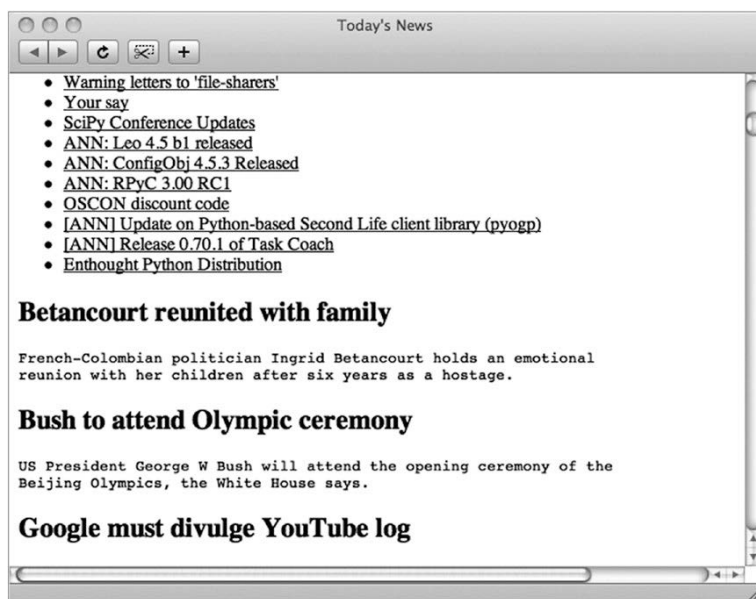 Today's News
Warning letters to 'file-sharers'
Your say
SciPy Conference Updates
ANN: Leo 4.5 b1 released
ANN: ConfigObj 4.5.3 Released
ANN: RPyC 3.00 RC1
OSCON discount code
[ANN] Update on Python-based Second Life client library (pyogp)
[ANN] Release 0.70.1 of Task Coach
Enthought Python Distribution
Betancourt reunited with family
French-Colombian politician Ingrid Betancourt holds an emotional
reunion with her children after six years as a hostage.
Bush to attend Olympic ceremony
US President George W Bush will attend the opening ceremony of the
Beijing Olympics, the White House says.
Google must divulge YouTube log